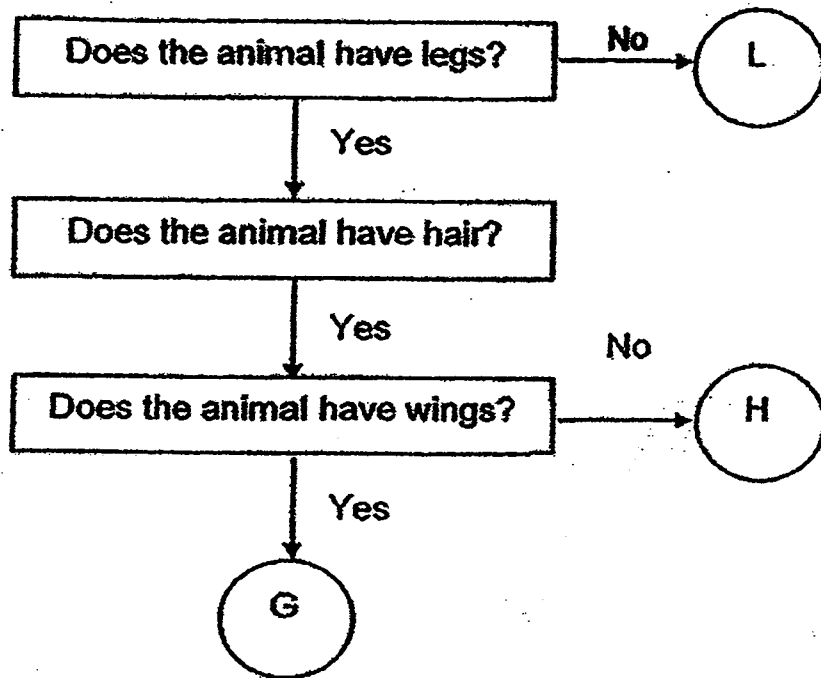 Does the animal have legs?
No
L
Yes
Does the animal have hair?
Yes
No
Does the animal have wings?
H
Yes
G